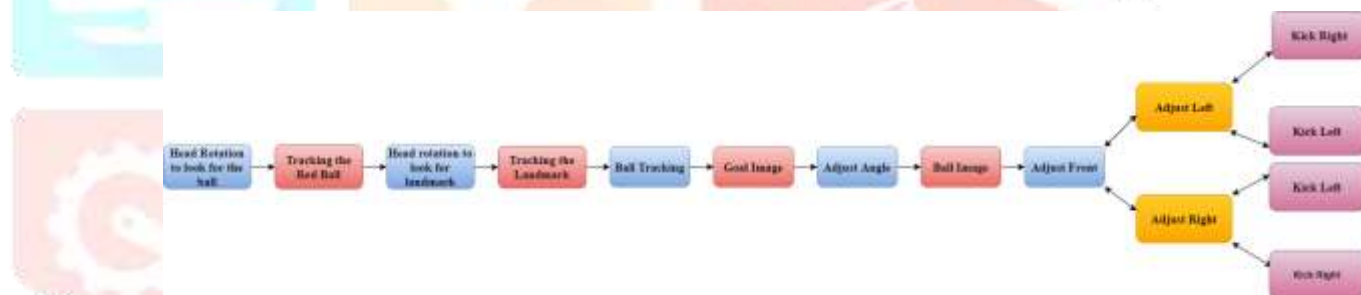 Head Rotation
to look for the
ball
Tracking the
Red Ball
Head rotation to
look for
landmark
Tracking the
Landmark
Ball Tracking
Goal Image
Adjust Angle
Ball Image
Adjust Front
Adjust Left
Adjust Right
Kick Right
Kick Left
Kick Left
Kick Right